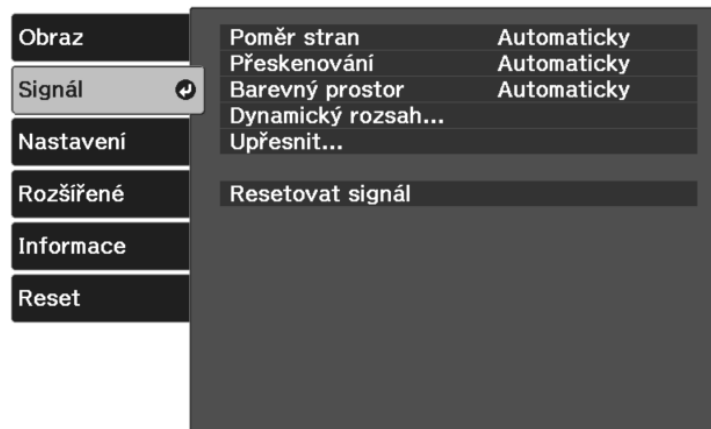 Obraz
Signál
Nastavení
Rozšířené
Informace
Reset
Poměr stran Automaticky
Přeskenování Automaticky
Barevný prostor Automaticky
Dynamický rozsah...
Upřesnit...
Resetovat signál